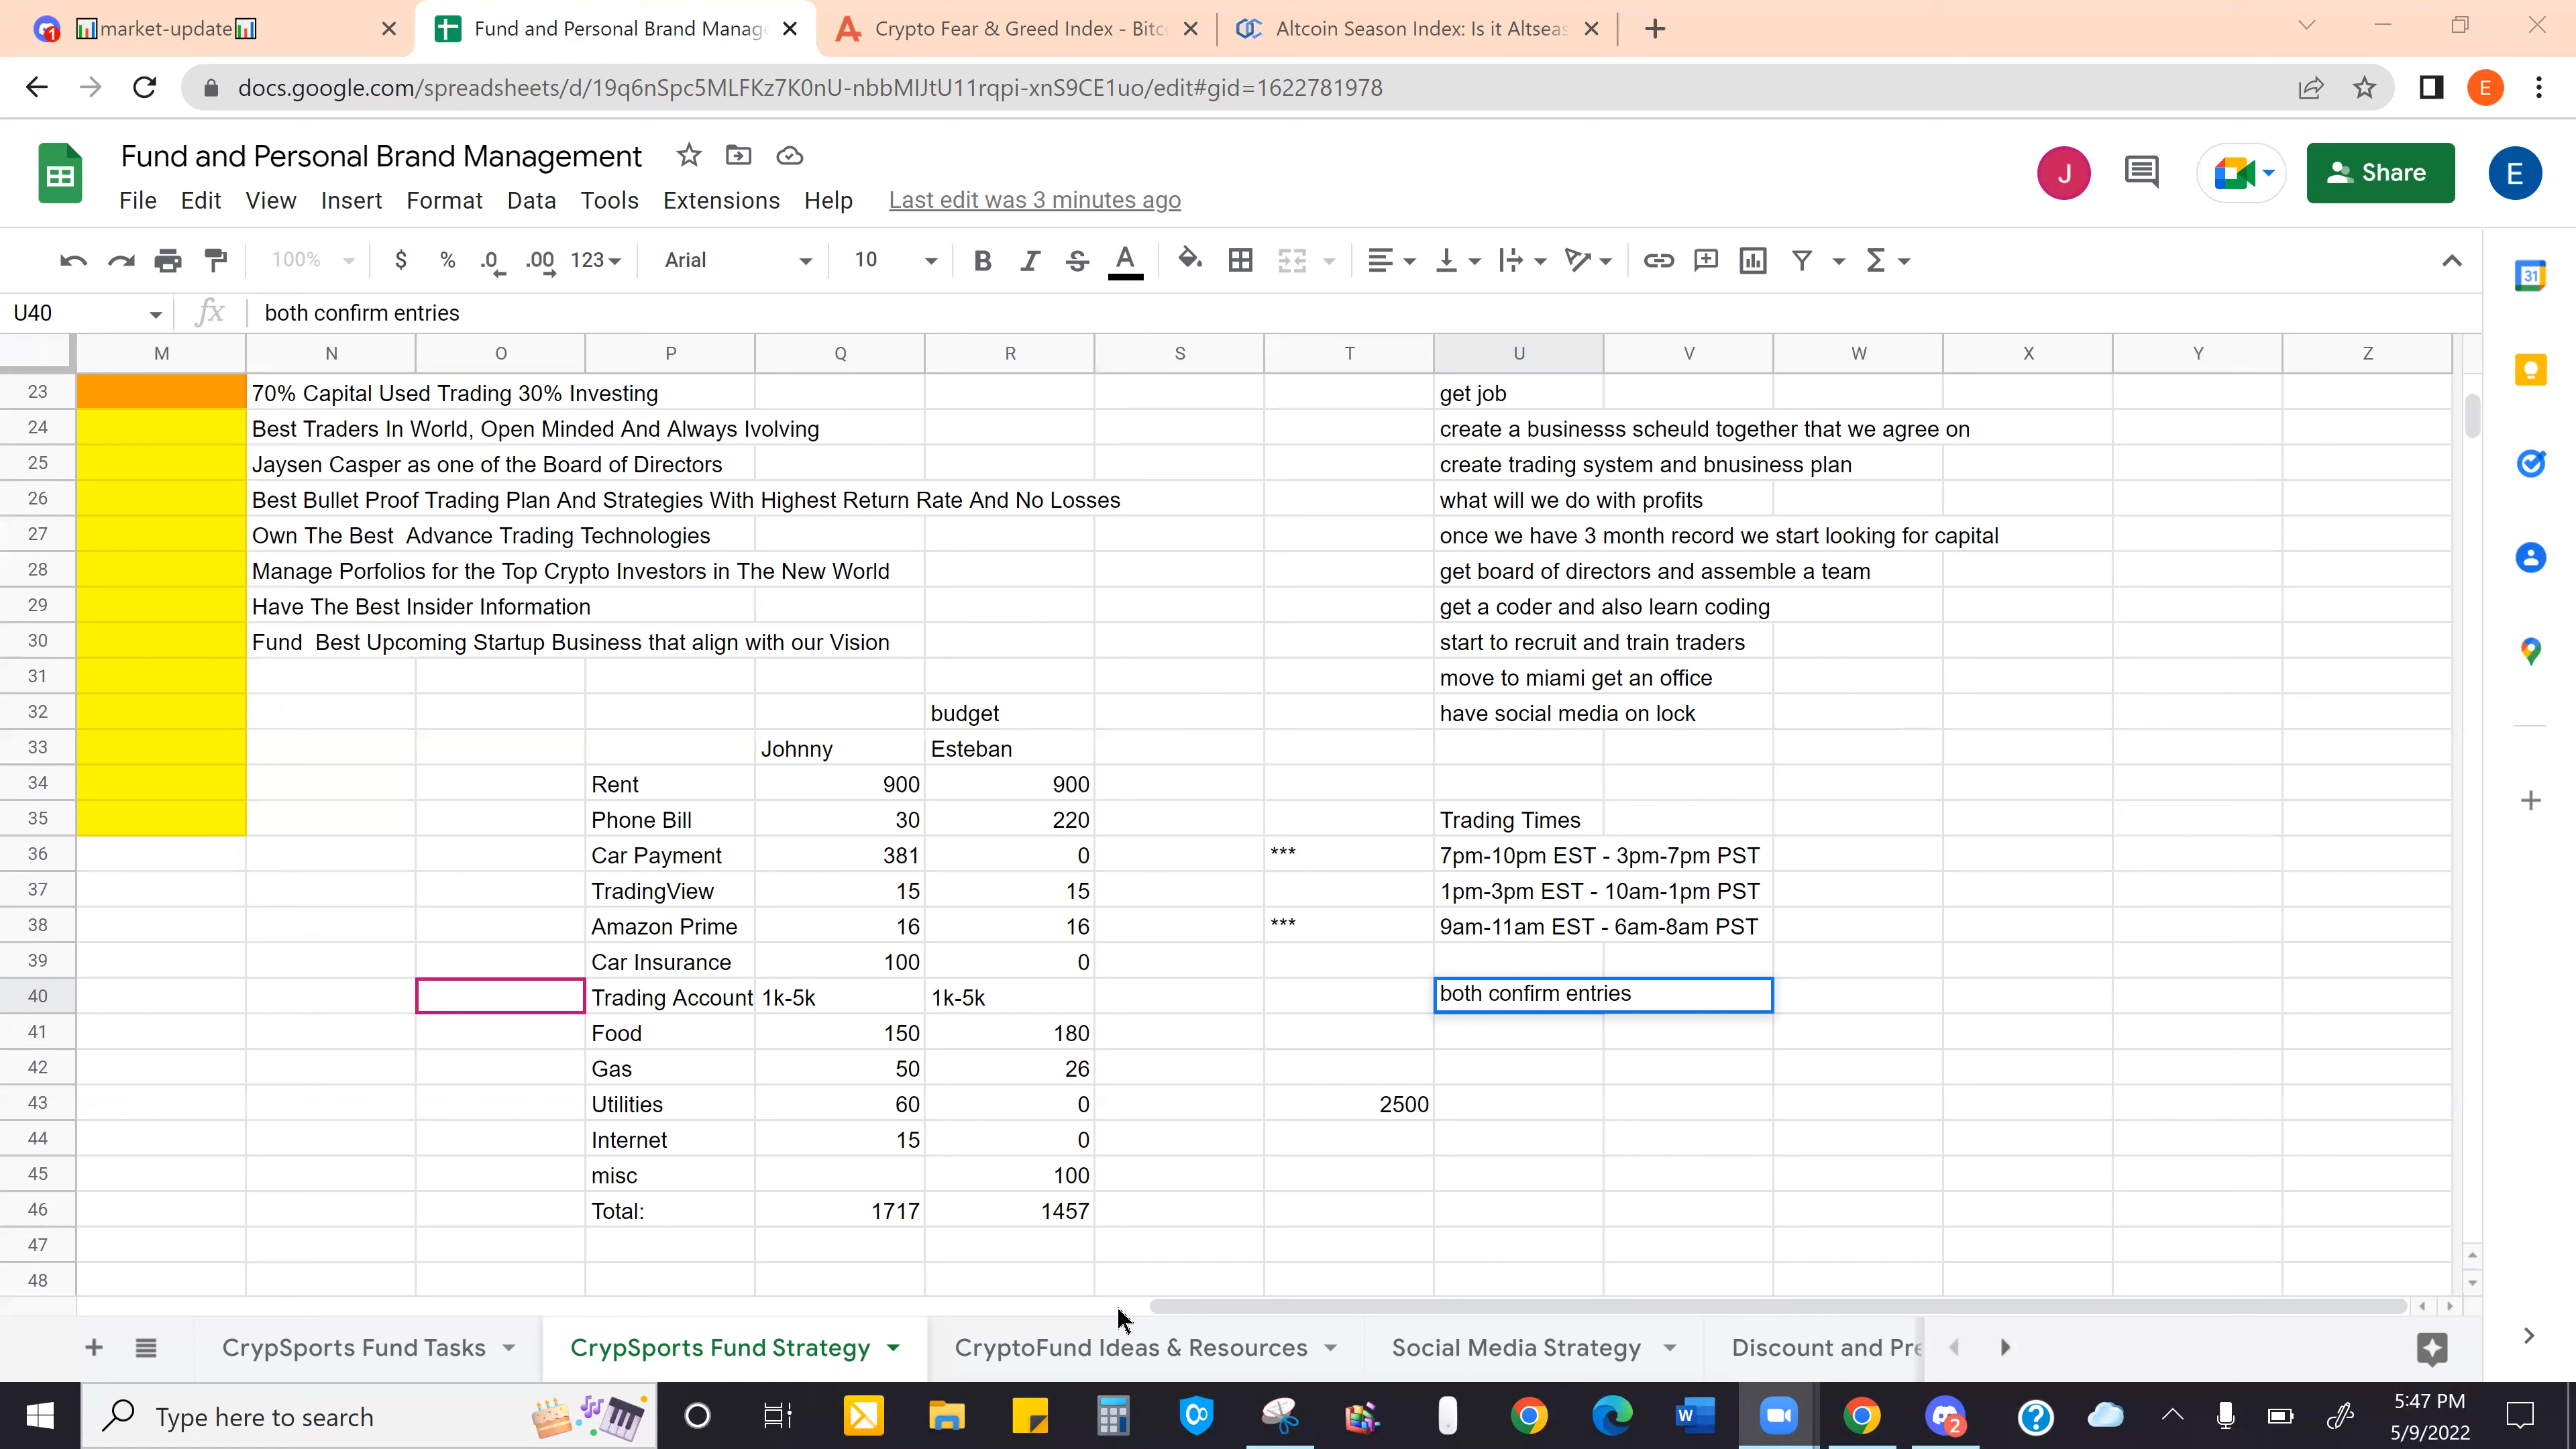 📊market-update📊
Fund and Personal Brand Manage
Crypto Fear & Greed Index - Bitc
Altcoin Season Index: Is it Altseas
docs.google.com/spreadsheets/d/19q6nSpc5MLFKz7K0nU-nbbMIJtU11rqpi-xnS9CE1uo/edit#gid=1622781978
E
Fund and Personal Brand Management
J
Share
E
File Edit View Insert Format Data Tools Extensions Help Last edit was 3 minutes ago
100% $ % .0 .00 123 Arial 10 B I S A
31
U40 fx both confirm entries
M N O P Q R S T U V W X Y Z
23 70% Capital Used Trading 30% Investing get job
24 Best Traders In World, Open Minded And Always Ivolving create a businesss scheuld together that we agree on
25 Jaysen Casper as one of the Board of Directors create trading system and bnusiness plan
26 Best Bullet Proof Trading Plan And Strategies With Highest Return Rate And No Losses what will we do with profits
27 Own The Best  Advance Trading Technologies once we have 3 month record we start looking for capital
28 Manage Porfolios for the Top Crypto Investors in The New World get board of directors and assemble a team
29 Have The Best Insider Information get a coder and also learn coding
30 Fund  Best Upcoming Startup Business that align with our Vision start to recruit and train traders
31 move to miami get an office
32 budget have social media on lock
33 Johnny Esteban
34 Rent 900 900
35 Phone Bill 30 220 Trading Times
36 Car Payment 381 0 *** 7pm-10pm EST - 3pm-7pm PST
37 TradingView 15 15 1pm-3pm EST - 10am-1pm PST
38 Amazon Prime 16 16 *** 9am-11am EST - 6am-8am PST
39 Car Insurance 100 0
40 Trading Account 1k-5k 1k-5k both confirm entries
41 Food 150 180
42 Gas 50 26
43 Utilities 60 0 2500
44 Internet 15 0
45 misc 100
46 Total: 1717 1457
47
48
CrypSports Fund Tasks CrypSports Fund Strategy CryptoFund Ideas & Resources Social Media Strategy Discount and Pre
Type here to search
2
5:47 PM
5/9/2022